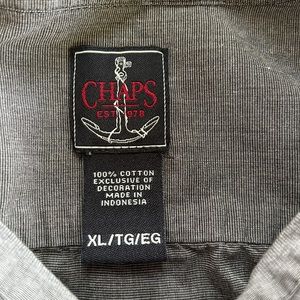 CHAPS
EST 1978
100% COTTON
EXCLUSIVE OF
DECORATION
MADE IN
INDONESIA
XL/TG/EG